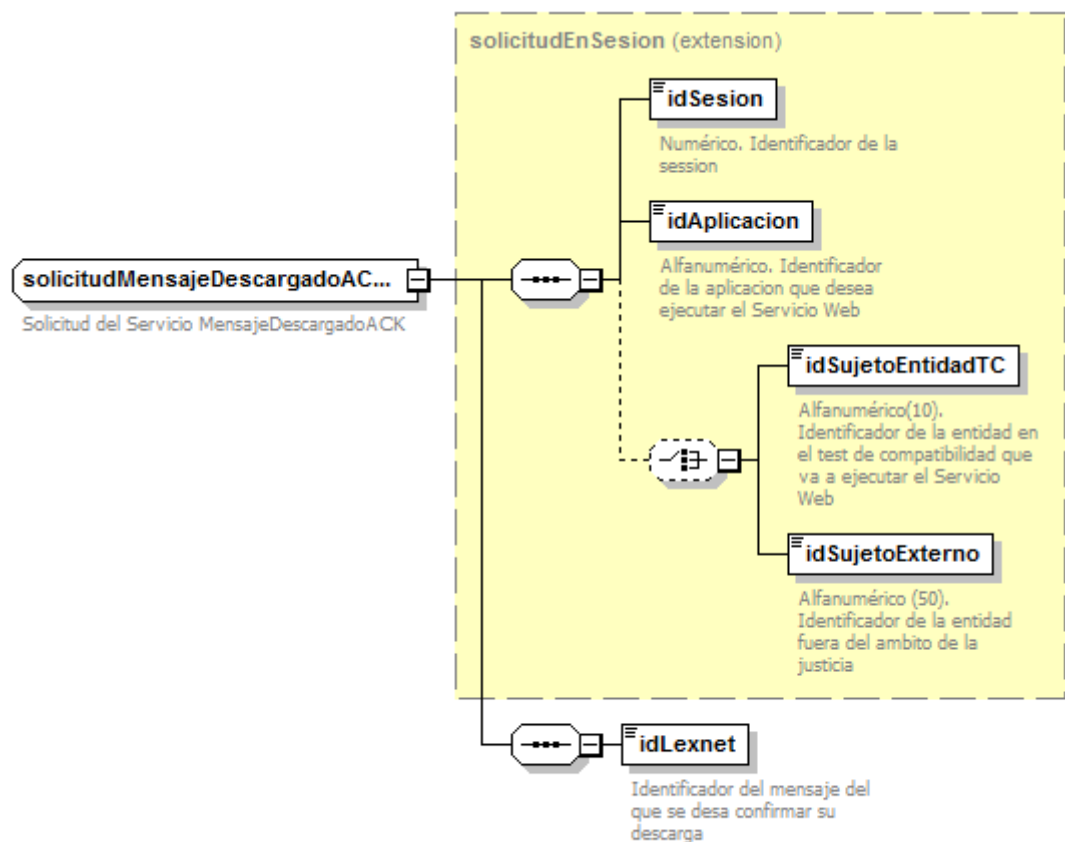 solicitudEnSesion (extension)
idSesion
Numérico. Identificador de la
session
idAplicacion
Alfanumérico. Identificador
de la aplicacion que desea
ejecutar el Servicio Web
solicitudMensajeDescargadoAC...
Solicitud del Servicio MensajeDescargadoACK
idSujetoEntidadTC
Alfanumérico(10).
Identificador de la entidad en
el test de compatibilidad que
va a ejecutar el Servicio
Web
idSujetoExterno
Alfanumérico (50).
Identificador de la entidad
fuera del ambito de la
justicia
idLexnet
Identificador del mensaje del
que se desa confirmar su
descarga